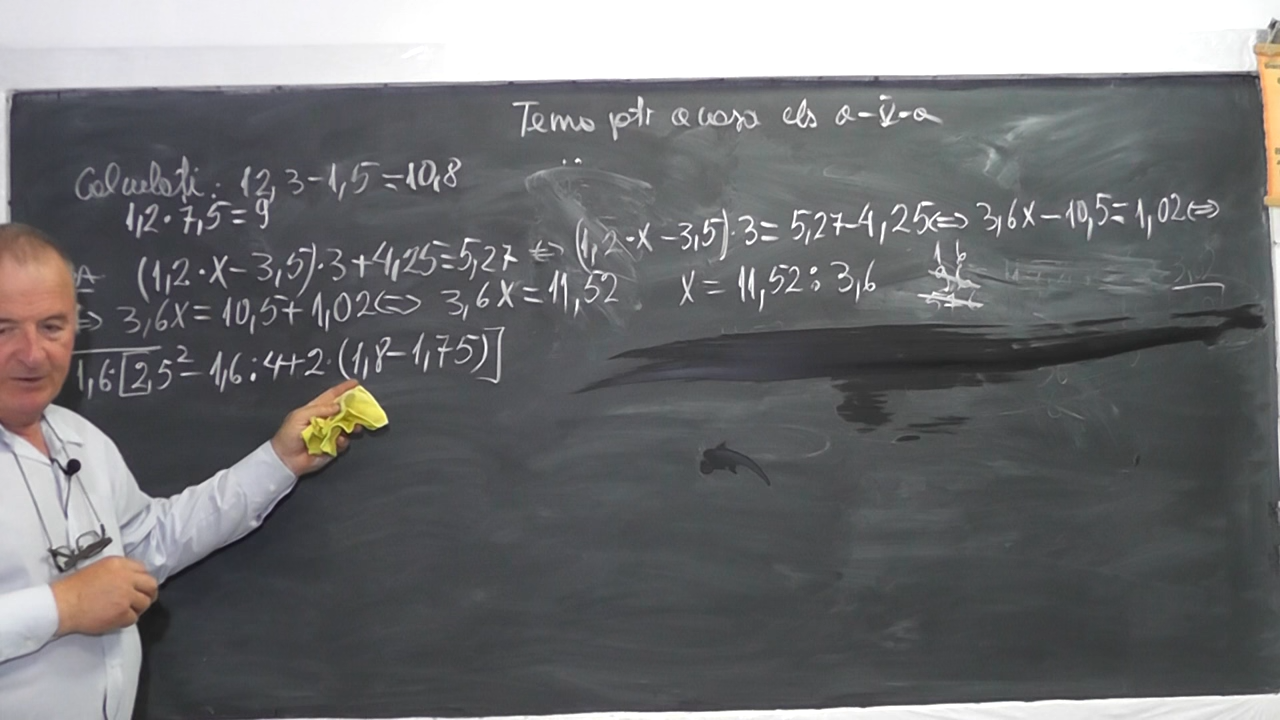 Tema ptr acasa cls a-V-a
Calculati: 12,3-1,5=10,8
1,2·7,5=9
A (1,2·x-3,5)·3+4,25=5,27 ⇔ (1,2·x-3,5)·3=5,27-4,25⇔ 3,6x-10,5=1,02⇔
⇒ 3,6x=10,5+1,02⇔ 3,6x=11,52 x=11,52:3,6
1,6·[2,5²-1,6:4+2·(1,8-1,75)]